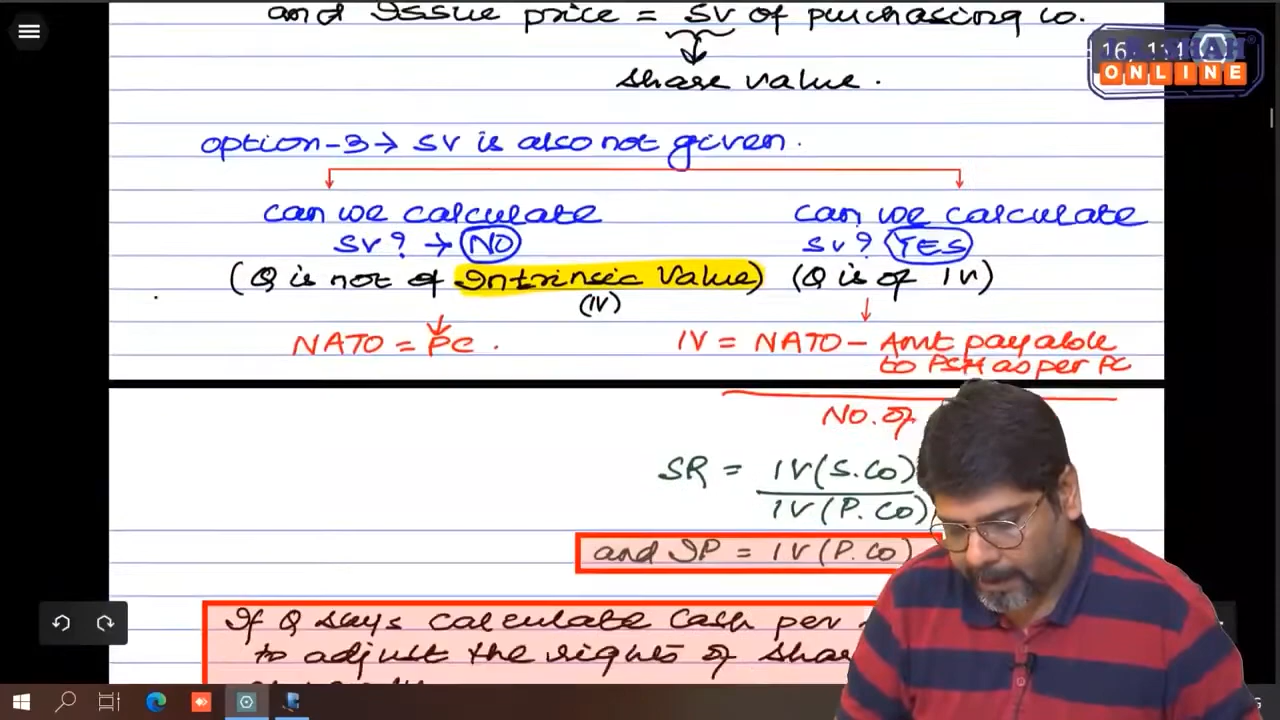 and Issue price = SV of purchasing co.
share value.
16, 1
ONLINE
option-3 → SV is also not given.
can we calculate
SV? → NO
(Q is not of Intrinsic Value)
(IV)
NATO = PC.
can we calculate
SV? YES
(Q is of IV)
IV = NATO - Amt payable
to PSH as per PC
No. of
SR = IV(S.CO)
IV(P.CO)
and IP = IV(P.CO)
If Q says calculate cash per
to adjust the rights of